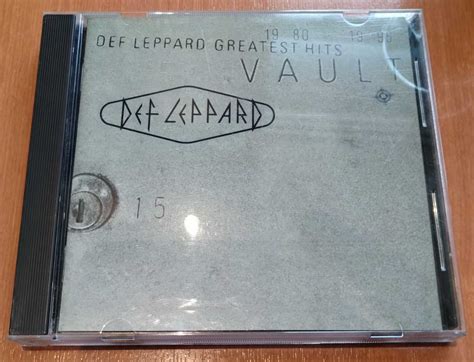 19 80 19 95
DEF LEPPARD GREATEST HITS
VAULT
DEF LEPPARD
15